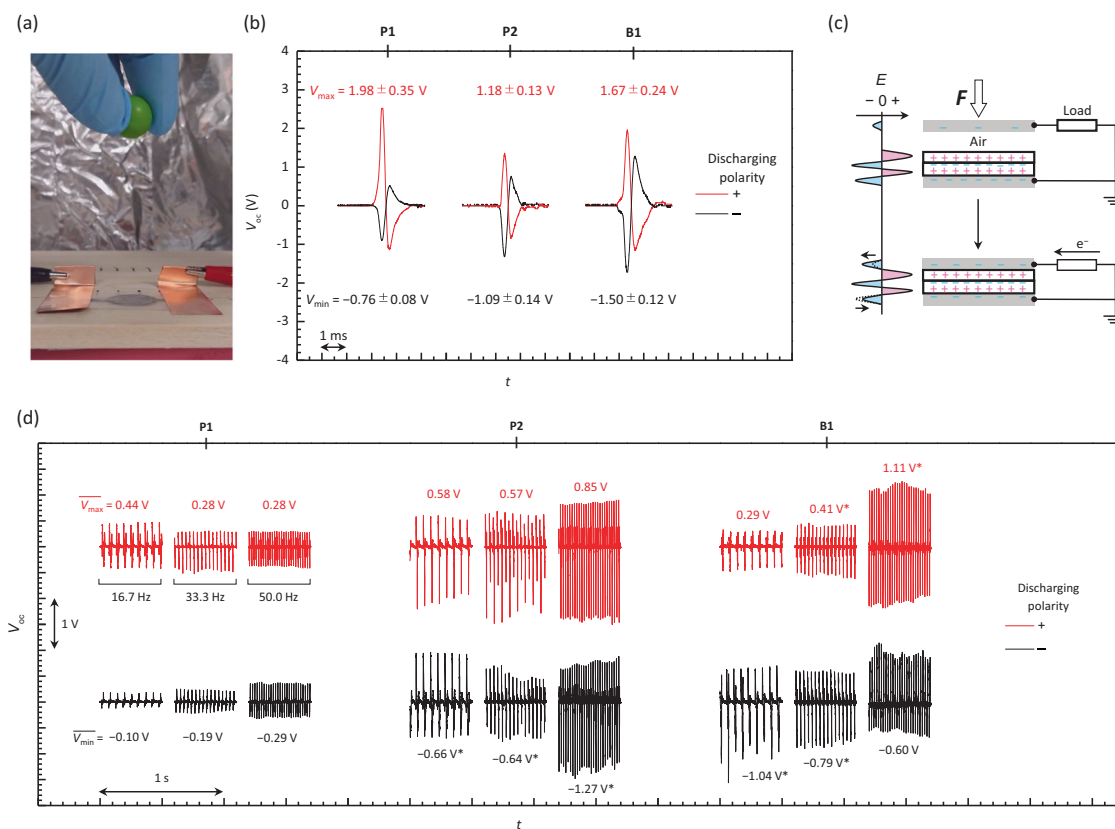 (a)
(b)
P1 P2 B1
4
3
2
1
0
-1
-2
-3
-4
V_oc (V)
V_max = 1.98 ± 0.35 V 1.18 ± 0.13 V 1.67 ± 0.24 V
Discharging
polarity
+
−
V_min = −0.76 ± 0.08 V −1.09 ± 0.14 V −1.50 ± 0.12 V
1 ms
t
(c)
E
− 0 +
F
Load
Air
e⁻
(d)
P1 P2 B1
V_max = 0.44 V 0.28 V 0.28 V 0.58 V 0.57 V 0.85 V 0.29 V 0.41 V* 1.11 V*
16.7 Hz 33.3 Hz 50.0 Hz
V_oc
1 V
Discharging
polarity
+
−
V_min = −0.10 V −0.19 V −0.29 V −0.66 V* −0.64 V* −1.27 V* −1.04 V* −0.79 V* −0.60 V
1 s
t